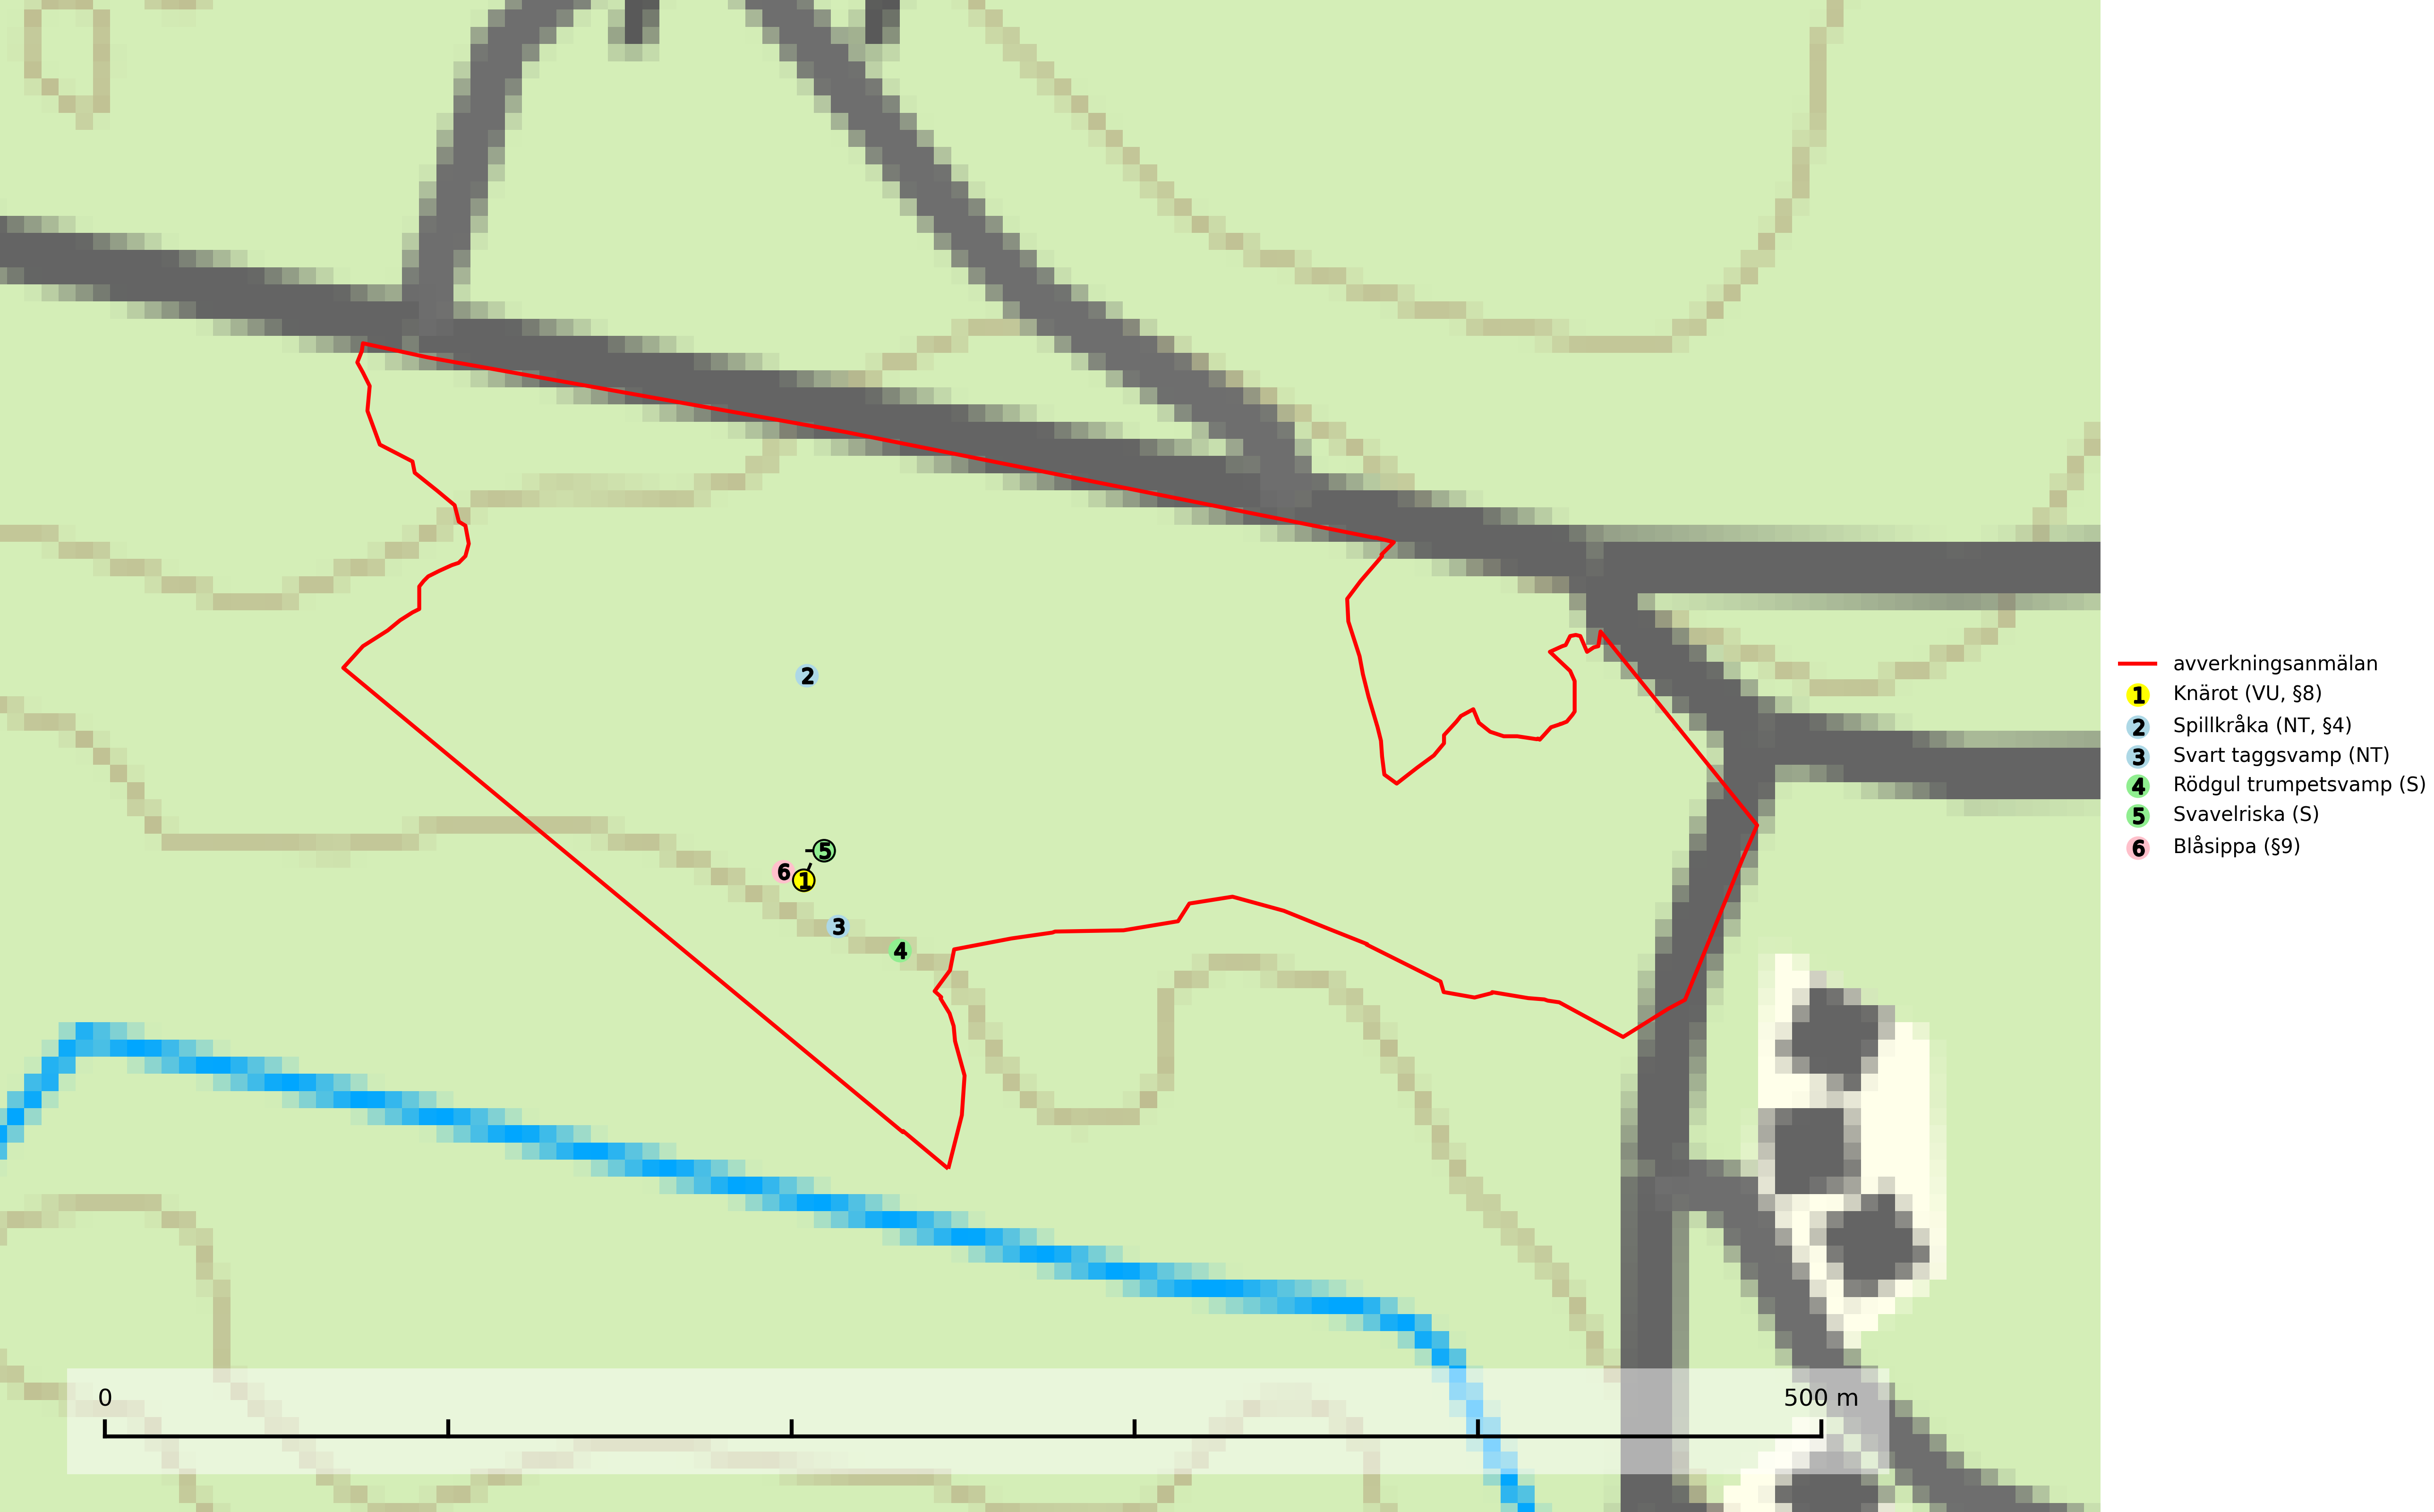 2
5
6 1
3
4
0 500 m
avverkningsanmälan
1 Knärot (VU, §8)
2 Spillkråka (NT, §4)
3 Svart taggsvamp (NT)
4 Rödgul trumpetsvamp (S)
5 Svavelriska (S)
6 Blåsippa (§9)